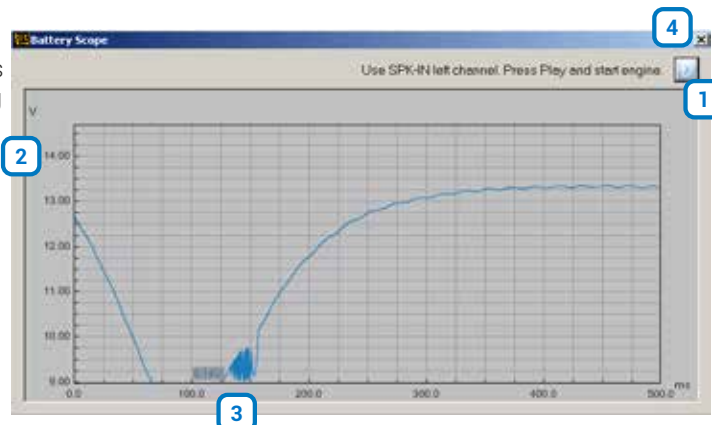 4
Battery Scope
Use SPK-IN left channel. Press Play and start engine.
1
V
2
14.00
13.00
12.00
11.00
10.00
9.00
0.0 100.0 200.0 300.0 400.0 500.0 ms
3